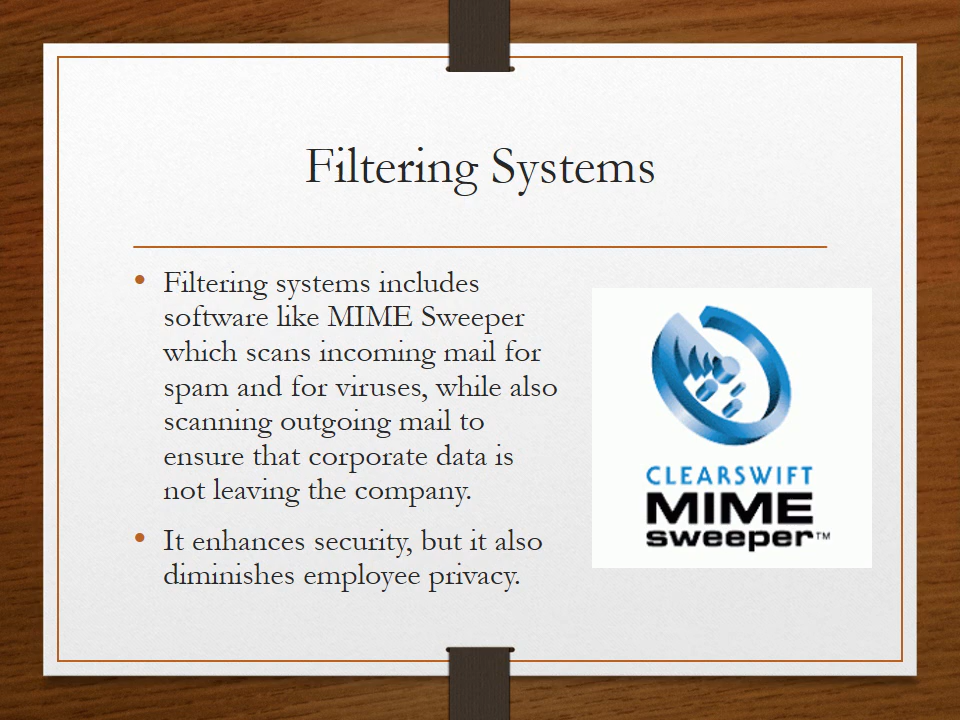 Filtering Systems
• Filtering systems includes
software like MIME Sweeper
which scans incoming mail for
spam and for viruses, while also
scanning outgoing mail to
ensure that corporate data is
not leaving the company.
• It enhances security, but it also
diminishes employee privacy.
CLEARSWIFT
MIME
sweeper™